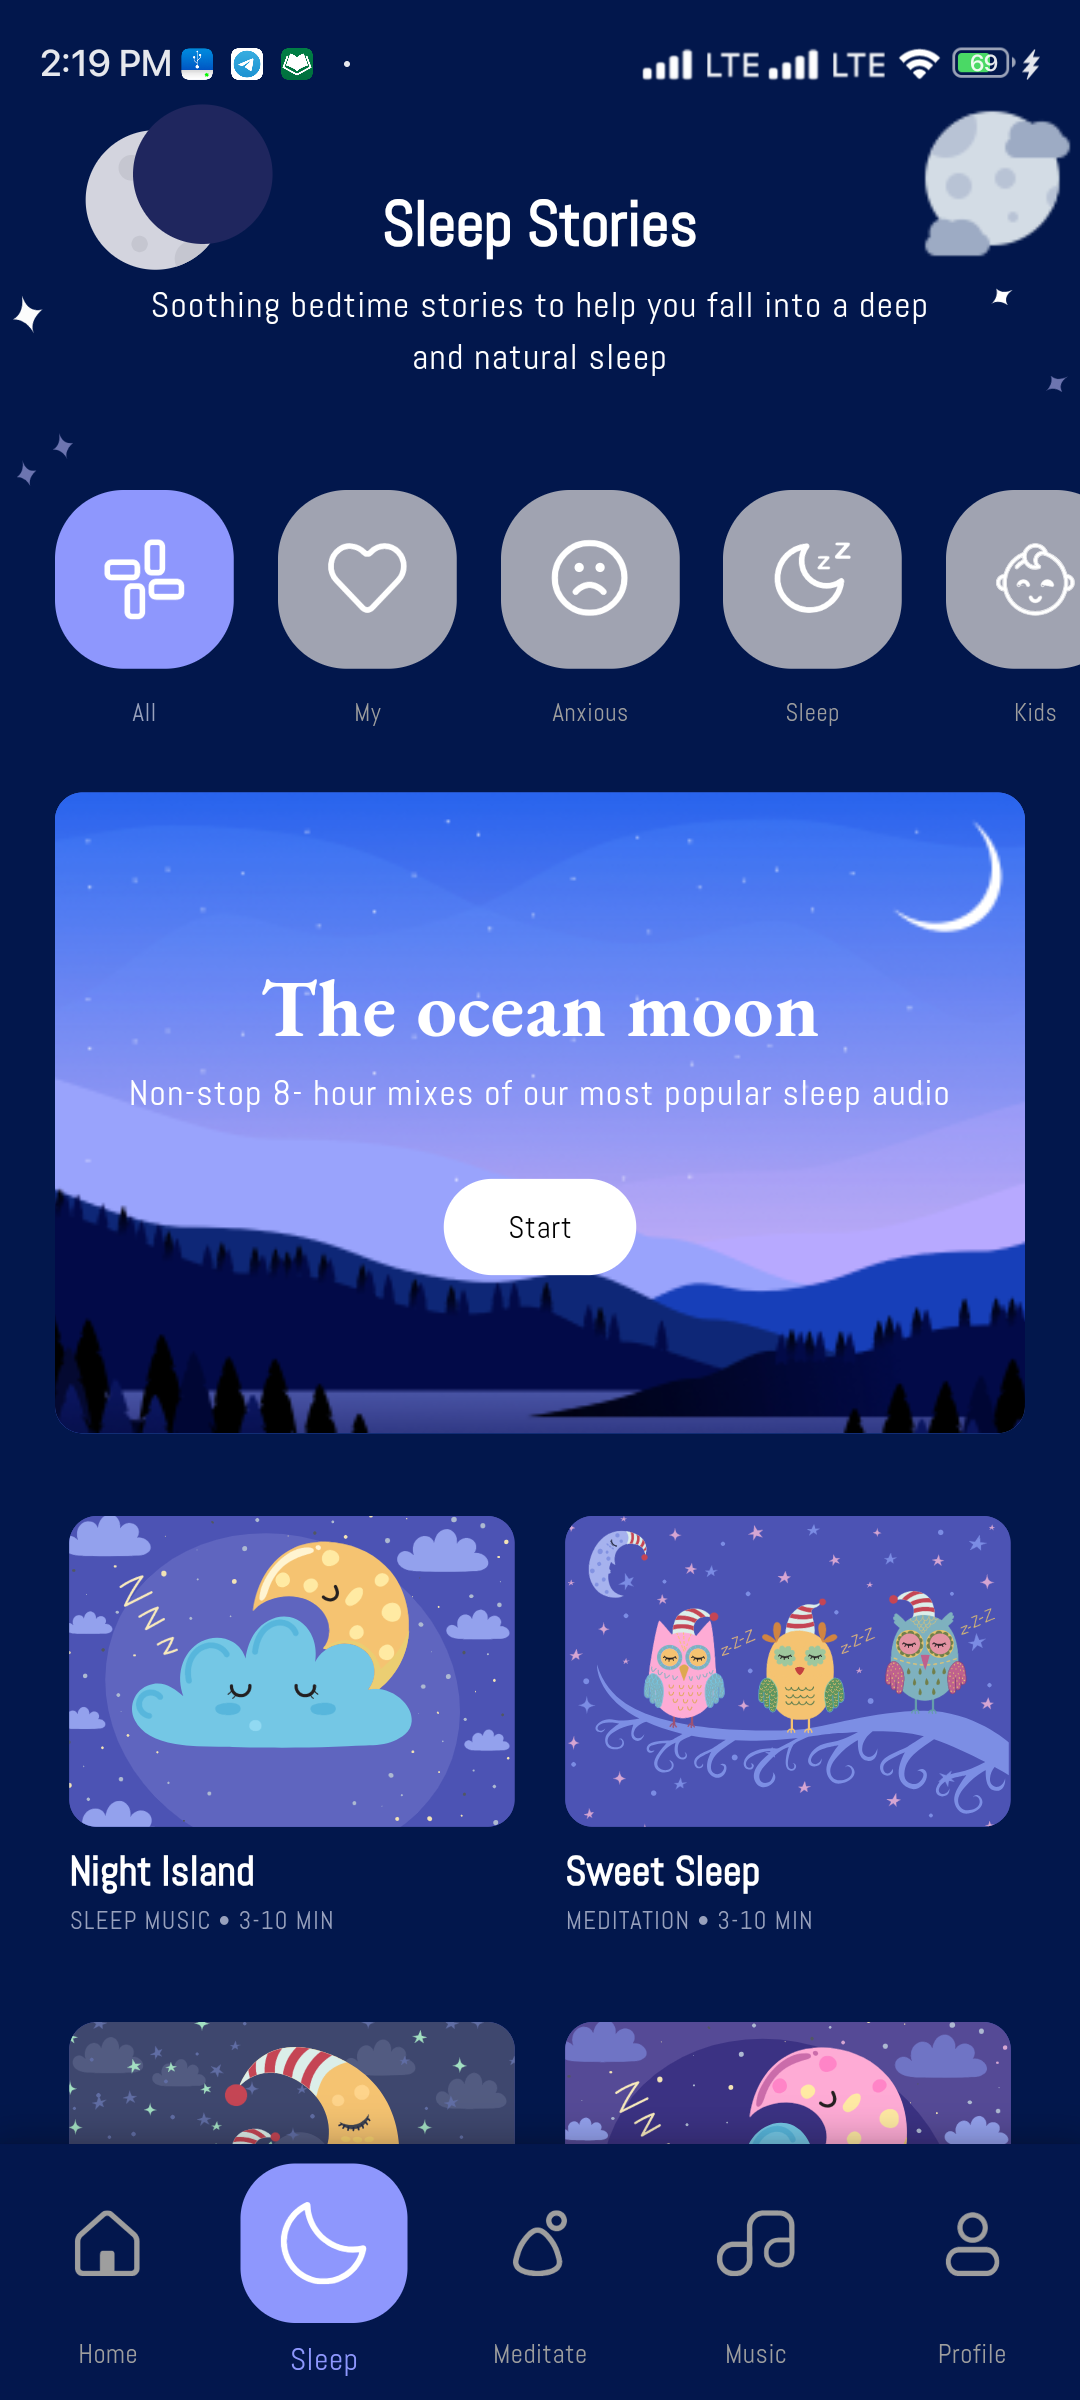 2:19 PM
LTE LTE 69
Sleep Stories
Soothing bedtime stories to help you fall into a deep
and natural sleep
z z
All My Anxious Sleep Kids
The ocean moon
Non-stop 8- hour mixes of our most popular sleep audio
Start
Z Z Z Z
z-z-z z-z-z z-z-z
Night Island
SLEEP MUSIC • 3-10 MIN
Sweet Sleep
MEDITATION • 3-10 MIN
Z Z
Home Sleep Meditate Music Profile